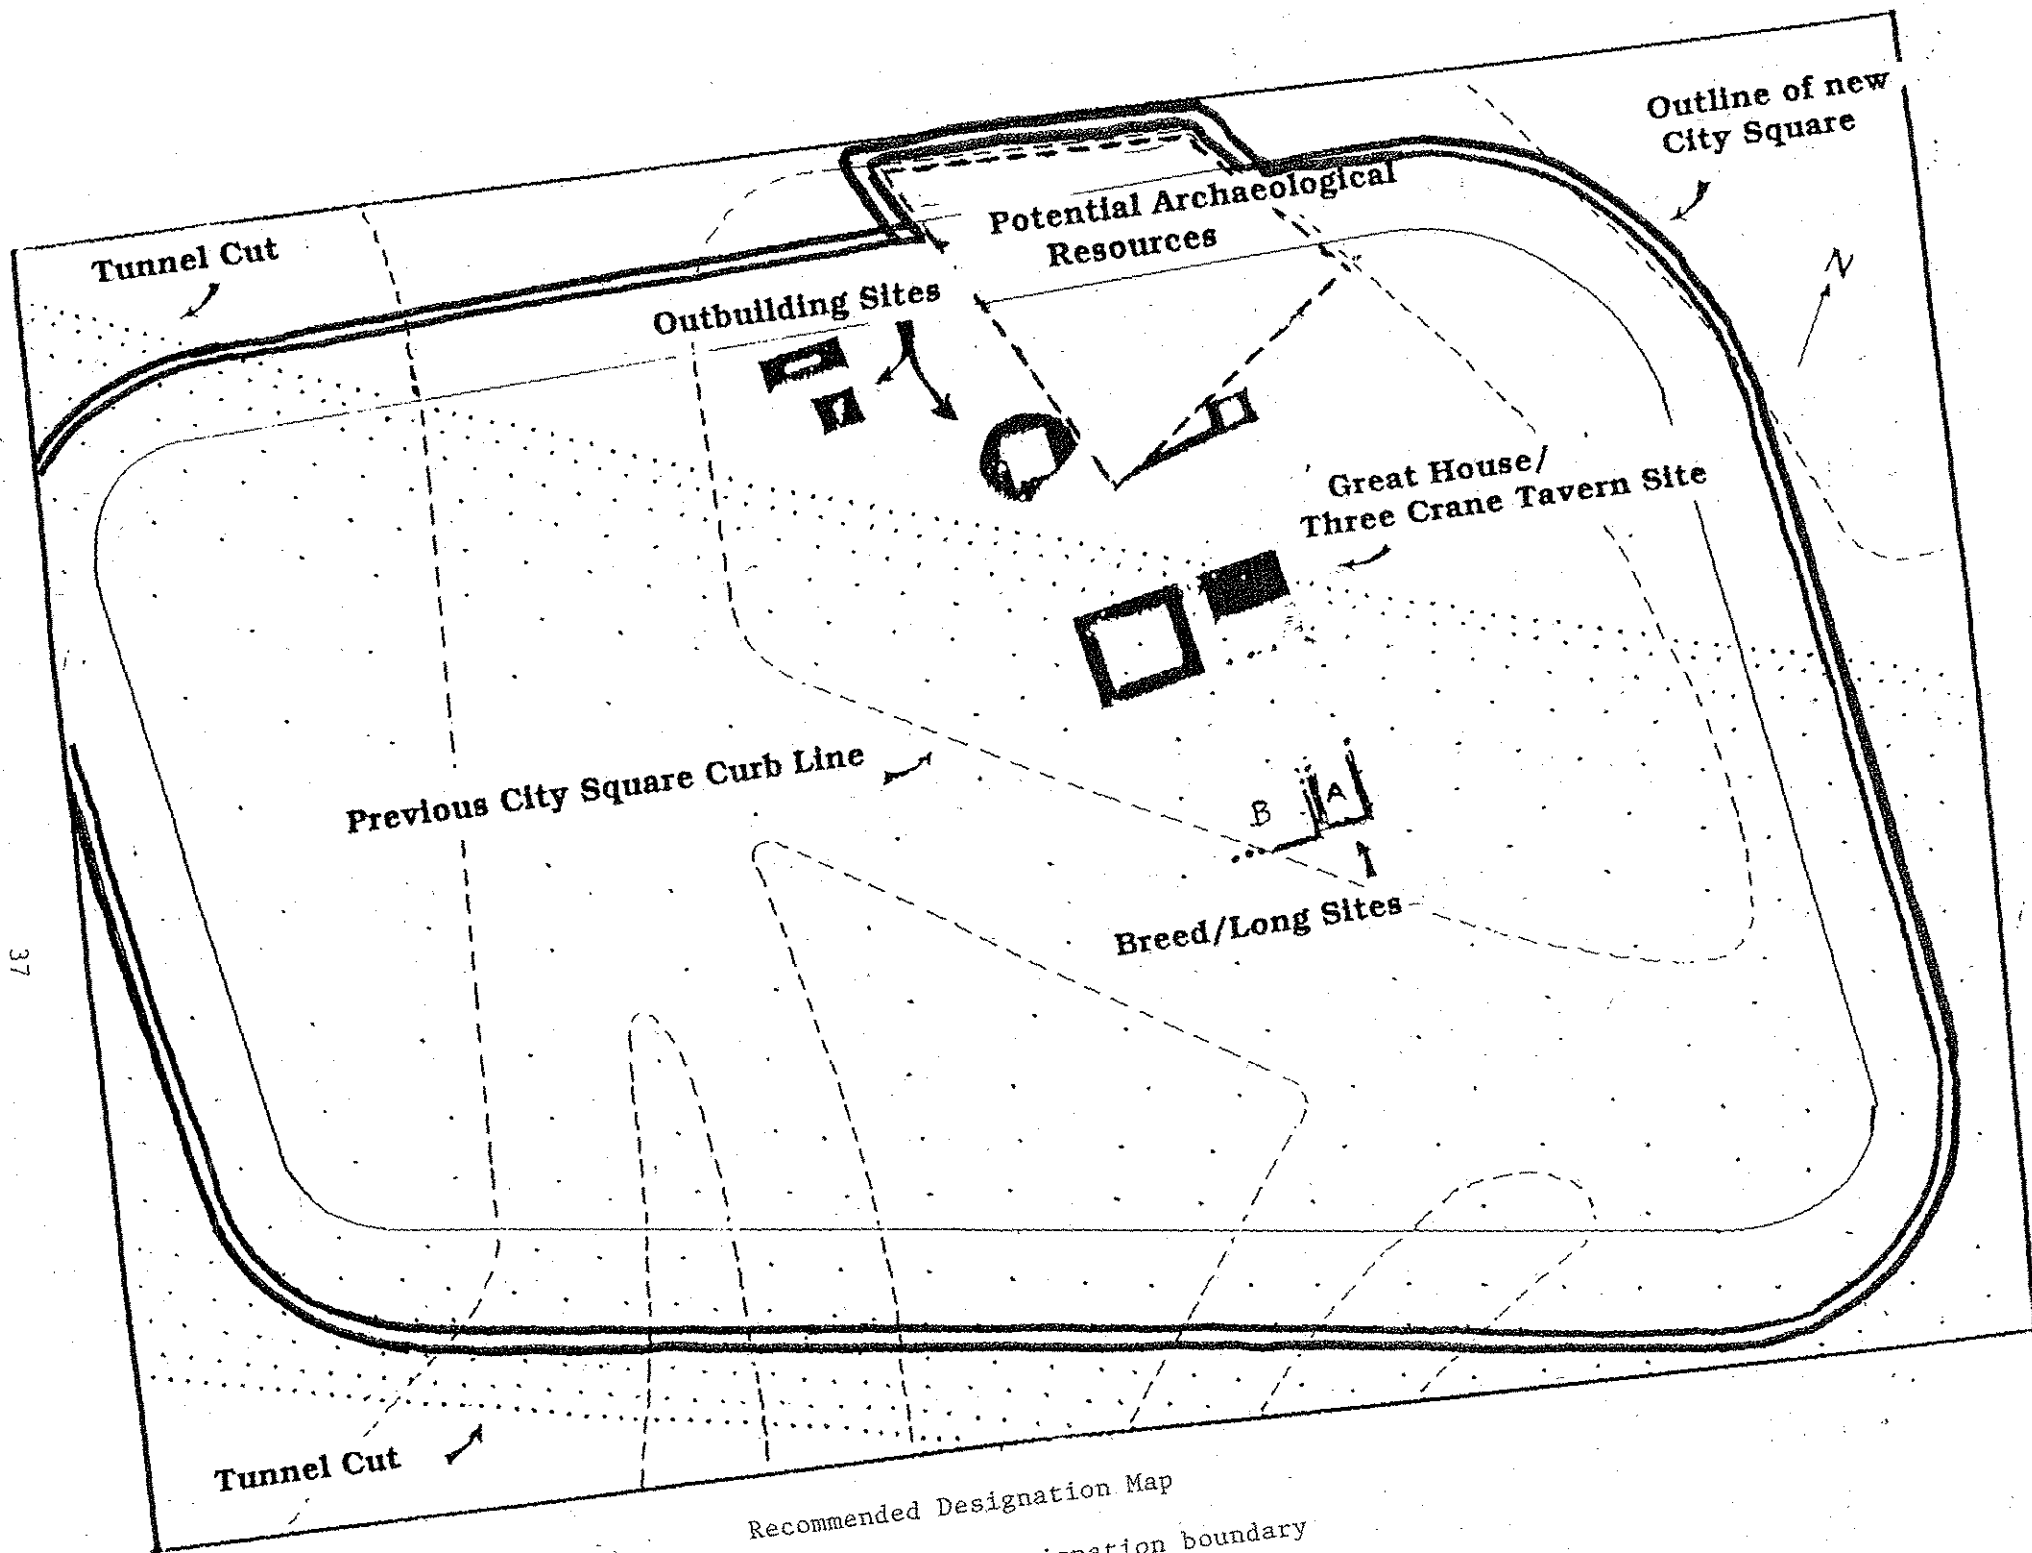 Outline of new
City Square
Potential Archaeological
Resources
Tunnel Cut
N
Outbuilding Sites
Great House/
Three Crane Tavern Site
Previous City Square Curb Line
B
A
Breed/Long Sites
37
Tunnel Cut
Recommended Designation Map
boundary